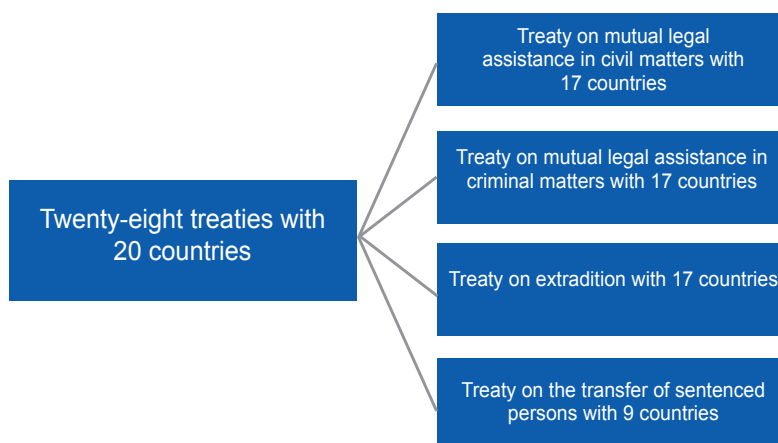 Treaty on mutual legal
assistance in civil matters with
17 countries
Treaty on mutual legal assistance in
criminal matters with 17 countries
Twenty-eight treaties with
20 countries
Treaty on extradition with 17 countries
Treaty on the transfer of sentenced
persons with 9 countries